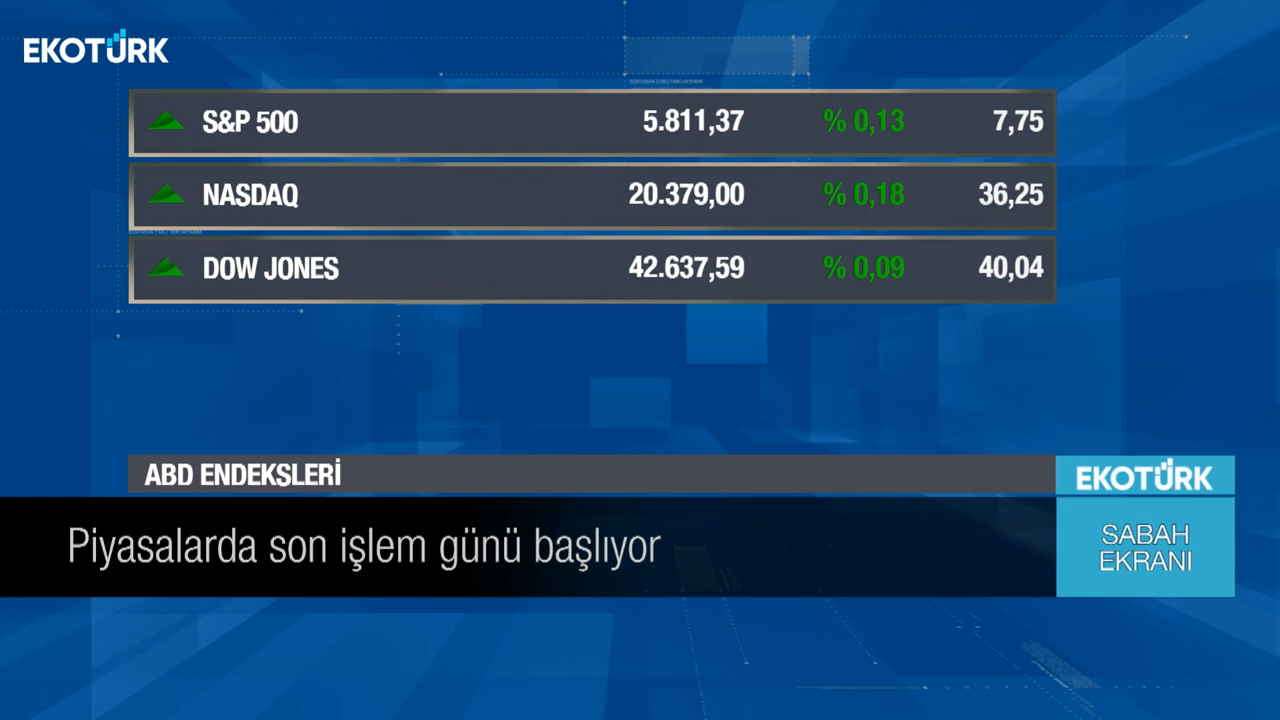 EKOTÜRK
S&P 500 5.811,37 % 0,13 7,75
NASDAQ 20.379,00 % 0,18 36,25
DOW JONES 42.637,59 % 0,09 40,04
ABD ENDEKSLERİ
EKOTÜRK
Piyasalarda son işlem günü başlıyor
SABAH
EKRANI